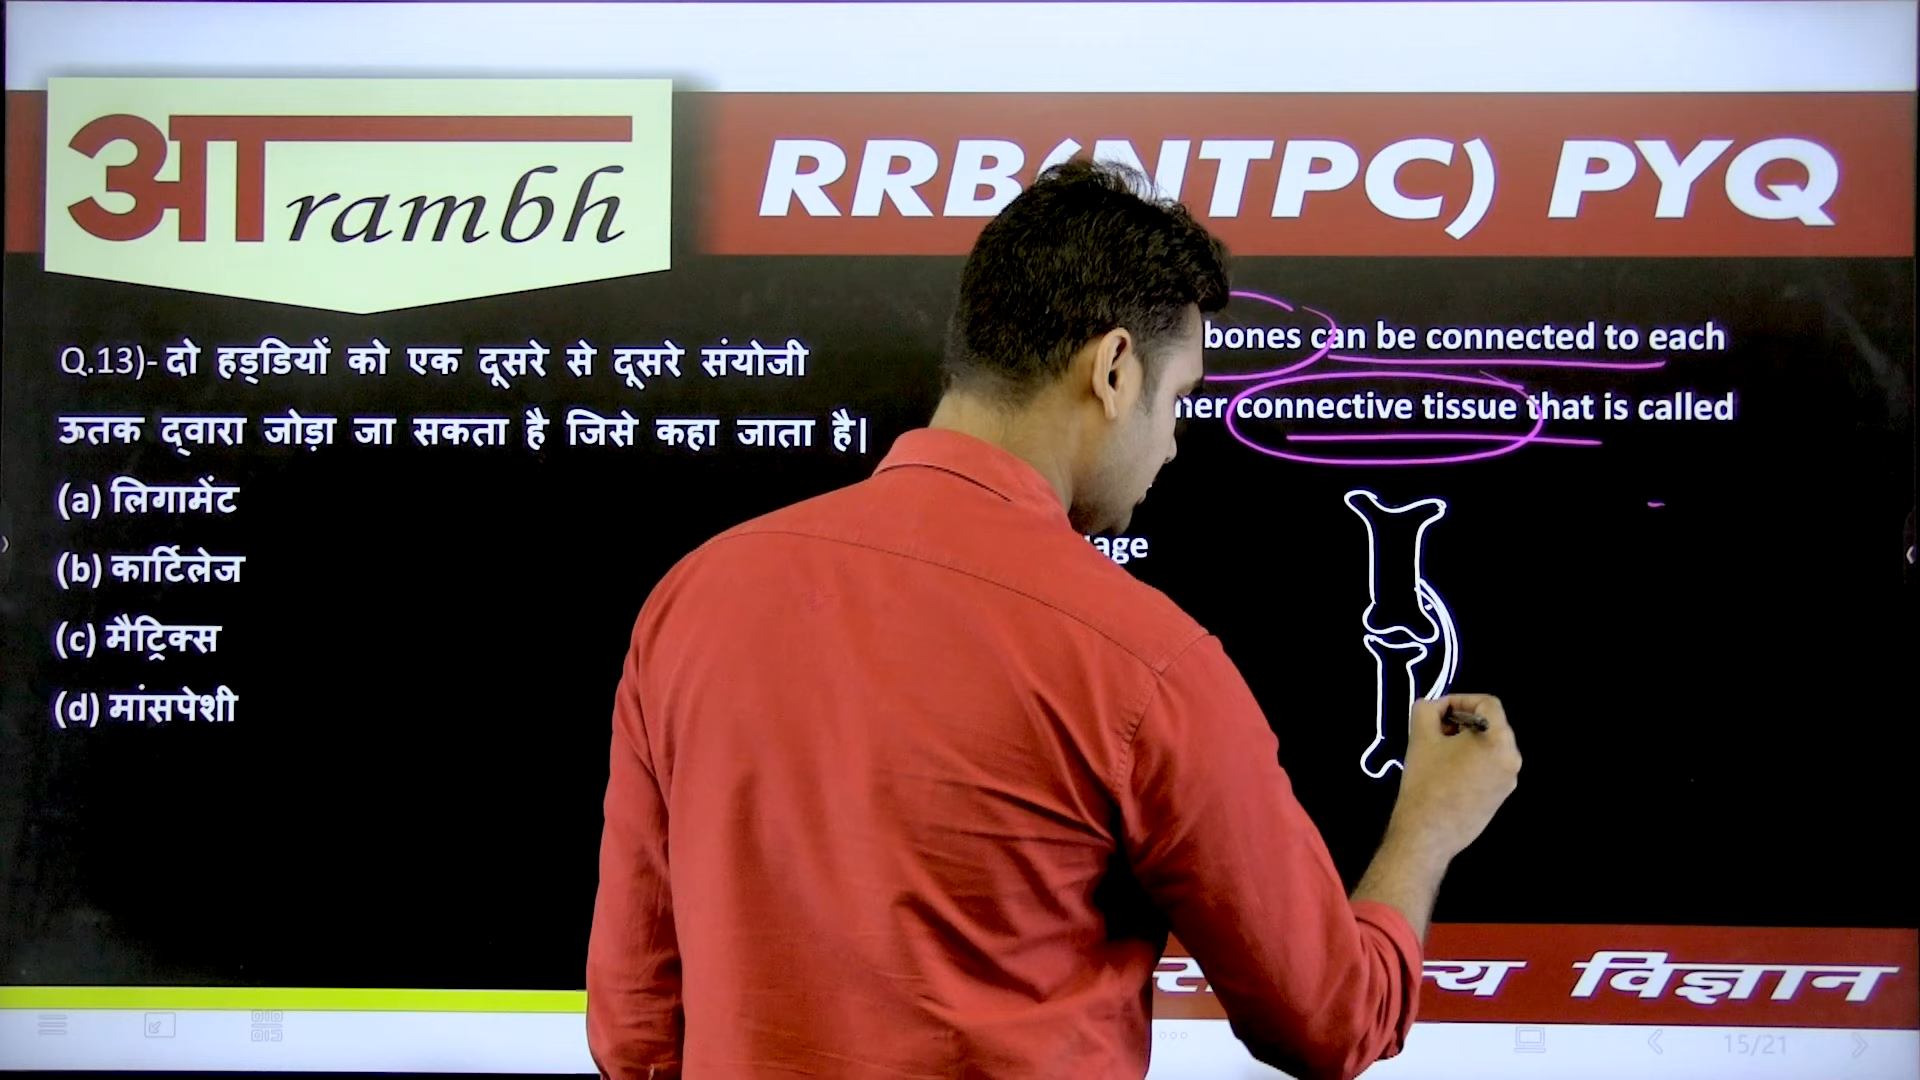 आrambh
RRB(NTPC) PYQ
Q.13)- दो हड्डियों को एक दूसरे से दूसरे संयोजी
ऊतक द्वारा जोड़ा जा सकता है जिसे कहा जाता है|
(a) लिगामेंट
(b) कार्टिलेज
(c) मैट्रिक्स
(d) मांसपेशी
bones can be connected to each
connective tissue that is called
विज्ञान
15/21